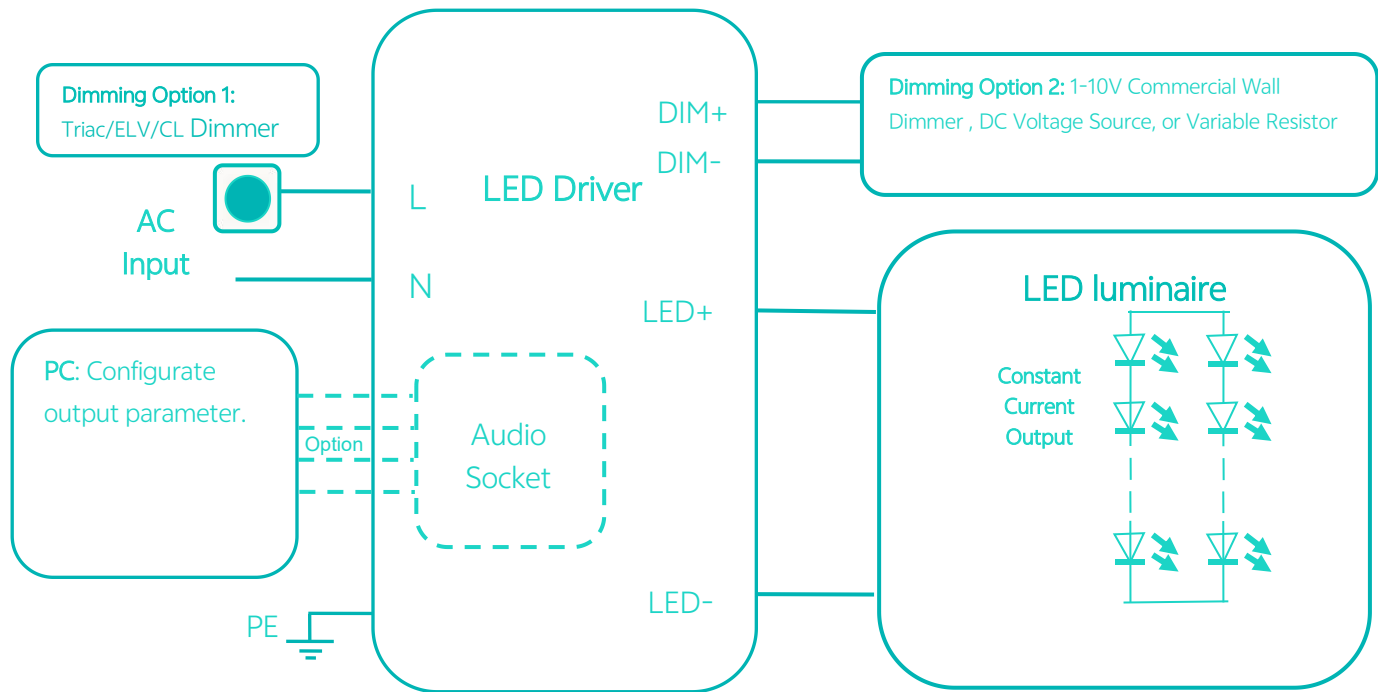 Dimming Option 1:
Triac/ELV/CL Dimmer
AC
Input
L
N
LED Driver
DIM+
DIM-
Dimming Option 2: 1-10V Commercial Wall
Dimmer , DC Voltage Source, or Variable Resistor
LED+
LED luminaire
Constant
Current
Output
PC: Configurate
output parameter.
Option
Audio
Socket
LED-
PE